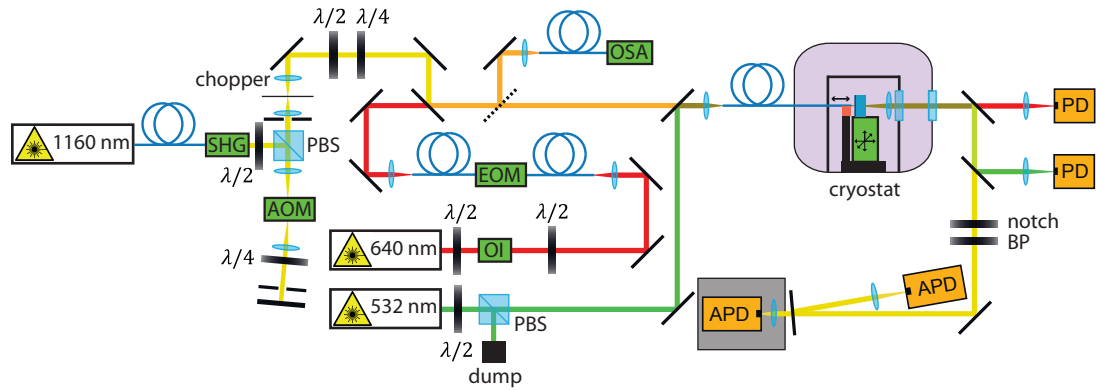 λ/2 λ/4
OSA
chopper
1160 nm
SHG
PBS
λ/2
EOM
AOM
λ/4
λ/2
λ/2
640 nm
OI
532 nm
PBS
λ/2
dump
cryostat
PD
PD
notch
BP
APD
APD